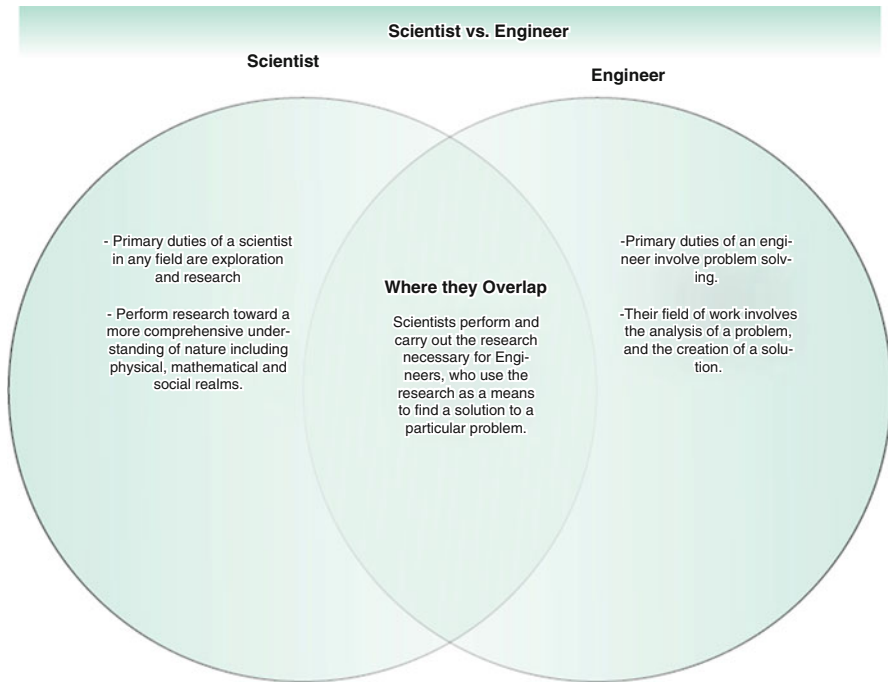 Scientist vs. Engineer
Scientist
Engineer
- Primary duties of a scientist
in any field are exploration
and research
- Perform research toward a
more comprehensive under-
standing of nature including
physical, mathematical and
social realms.
Where they Overlap
Scientists perform and
carry out the research
necessary for Engi-
neers, who use the
research as a means
to find a solution to a
particular problem.
-Primary duties of an engi-
neer involve problem solv-
ing.
-Their field of work involves
the analysis of a problem,
and the creation of a solu-
tion.